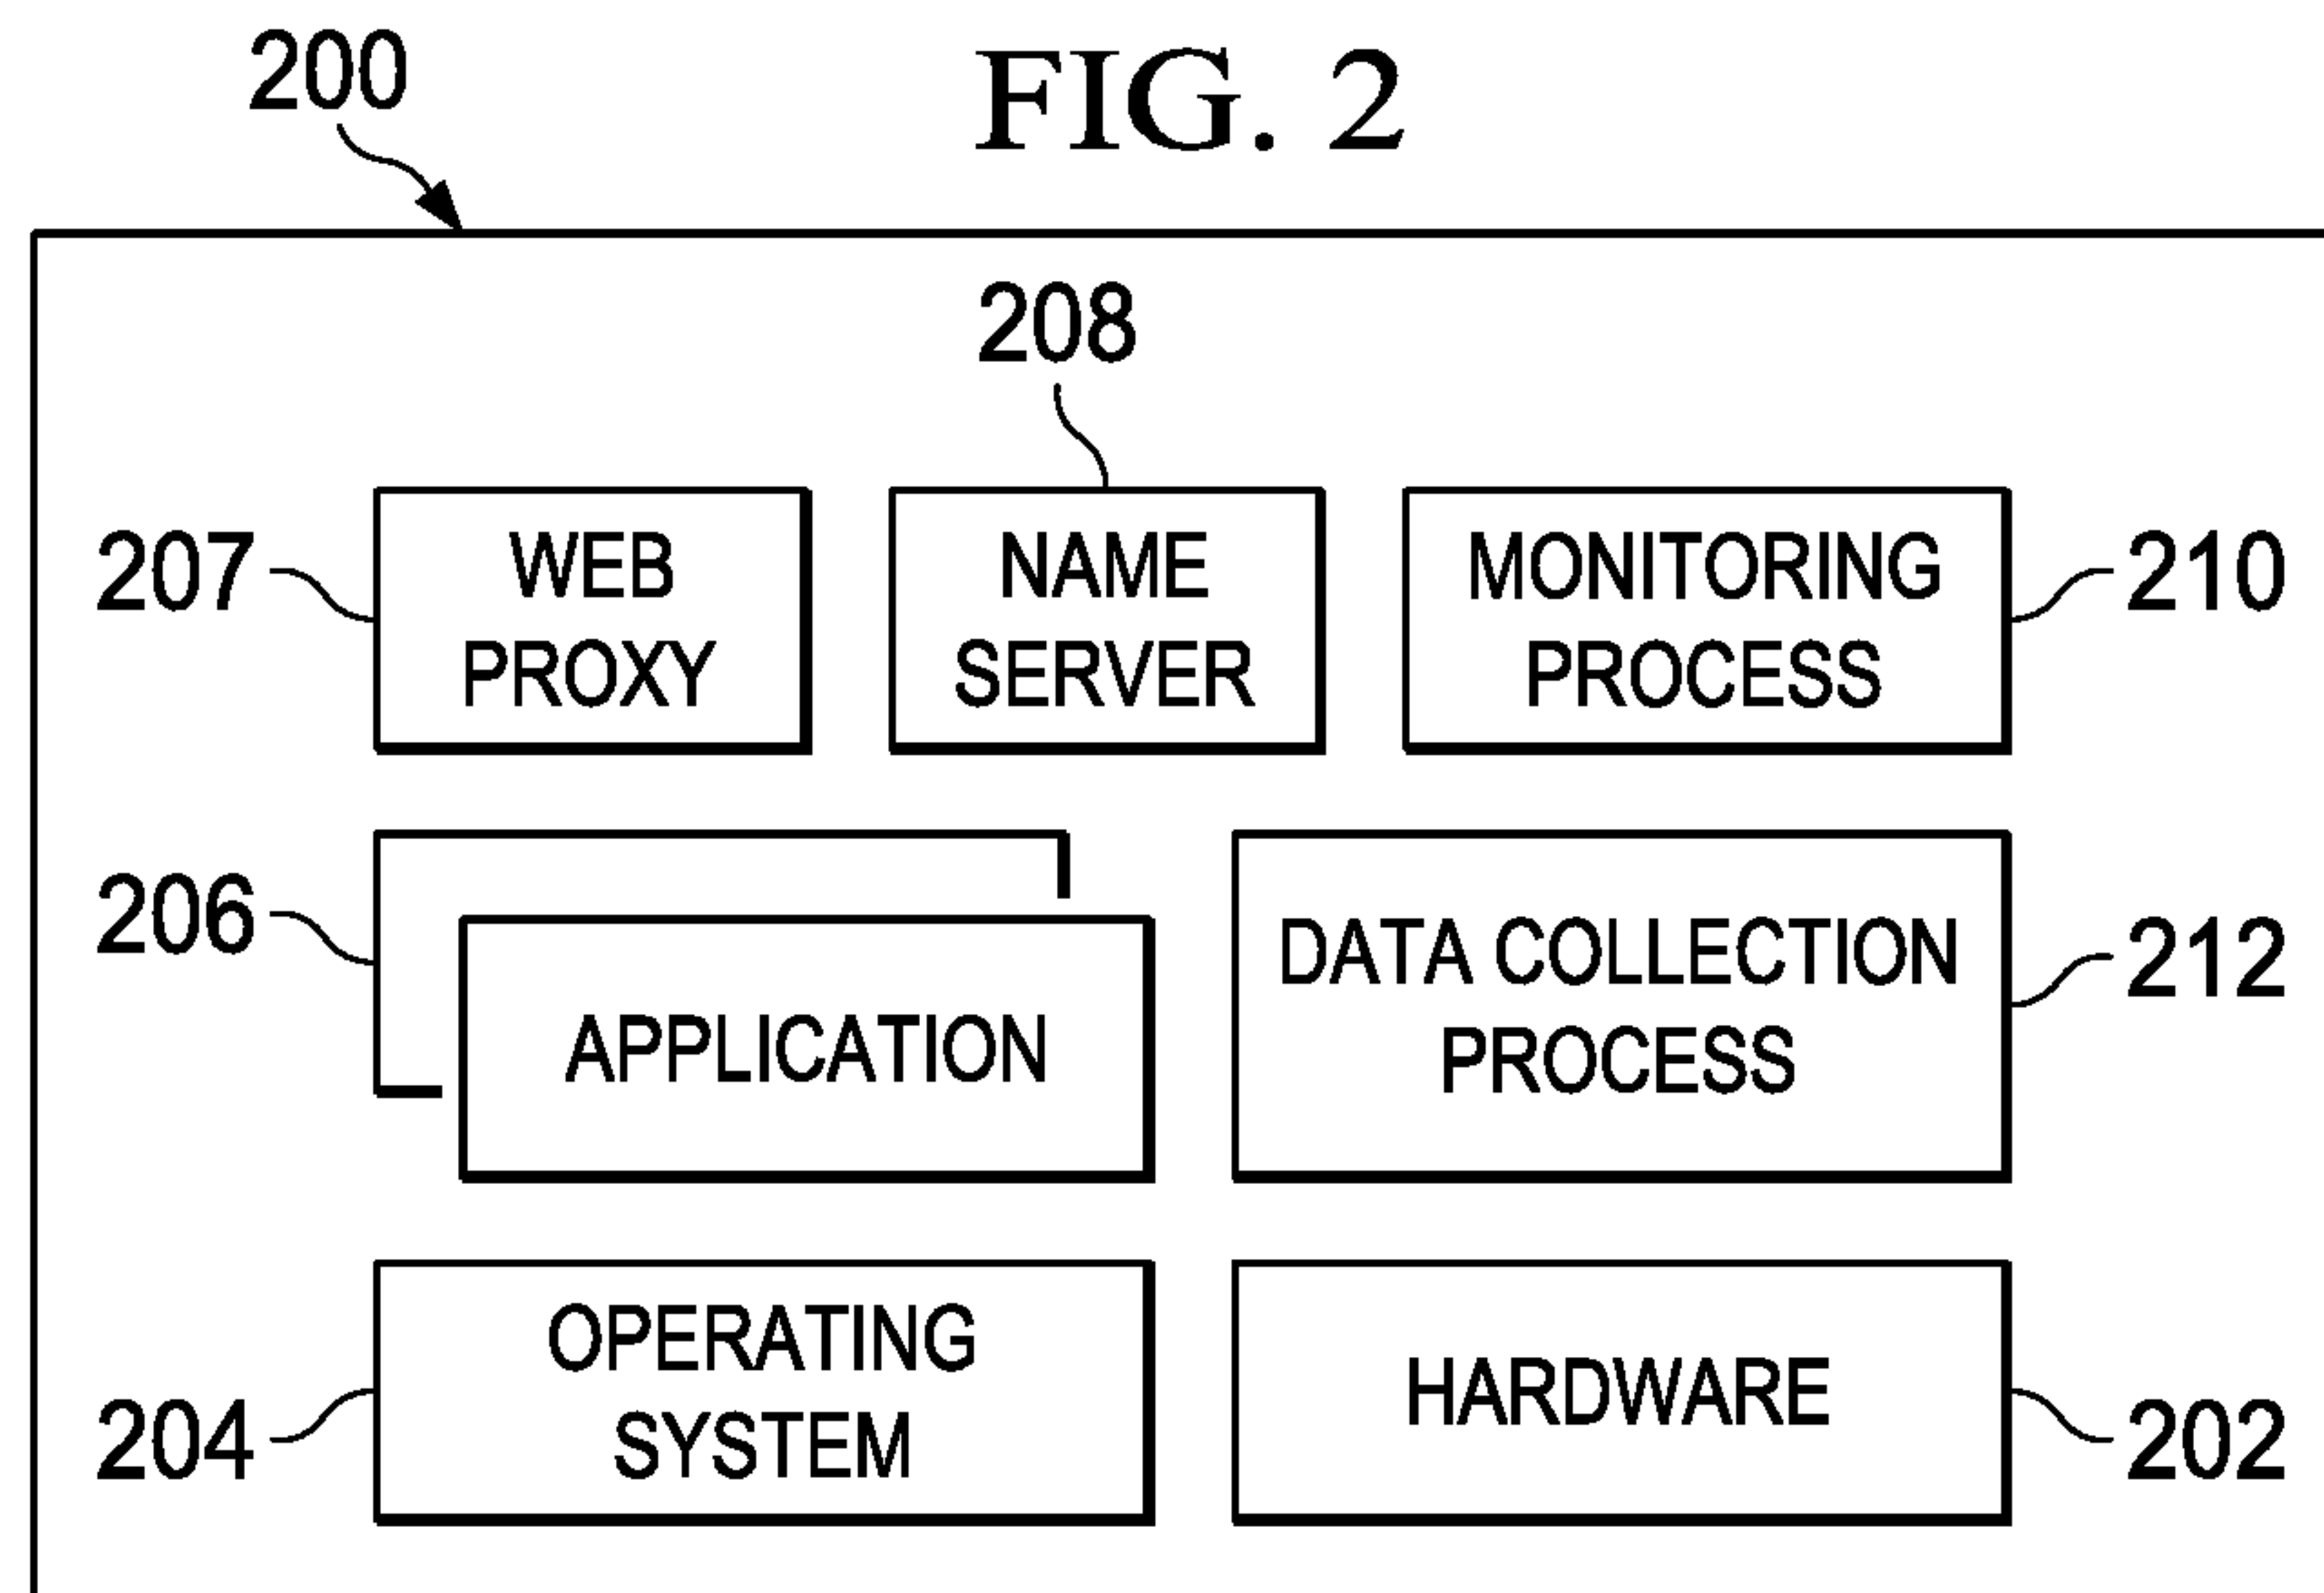 200
FIG. 2
208
207
WEB
PROXY
NAME
SERVER
MONITORING
PROCESS
210
206
APPLICATION
DATA COLLECTION
PROCESS
212
204
OPERATING
SYSTEM
HARDWARE
202